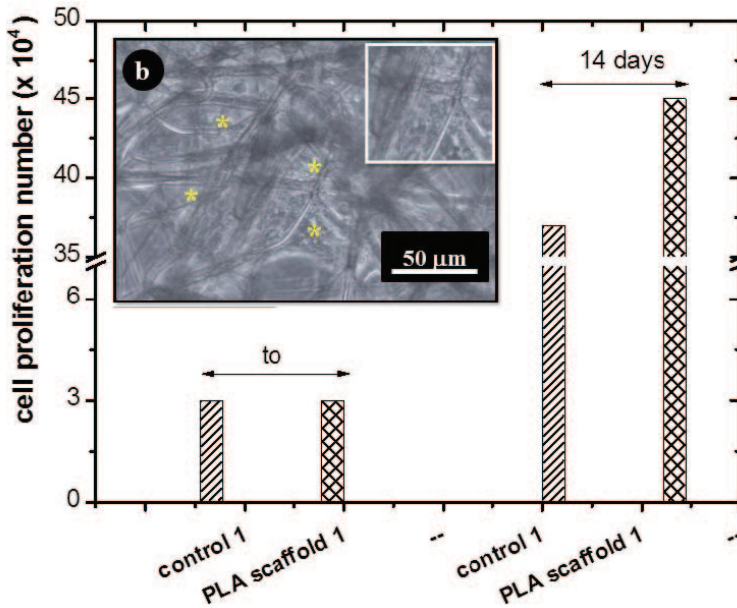 cell proliferation number (x 10⁴)
50
45
40
35
6
3
0
b
*
*
*
*
50 µm
14 days
to
control 1
PLA scaffold 1
--
control 1
PLA scaffold 1
--